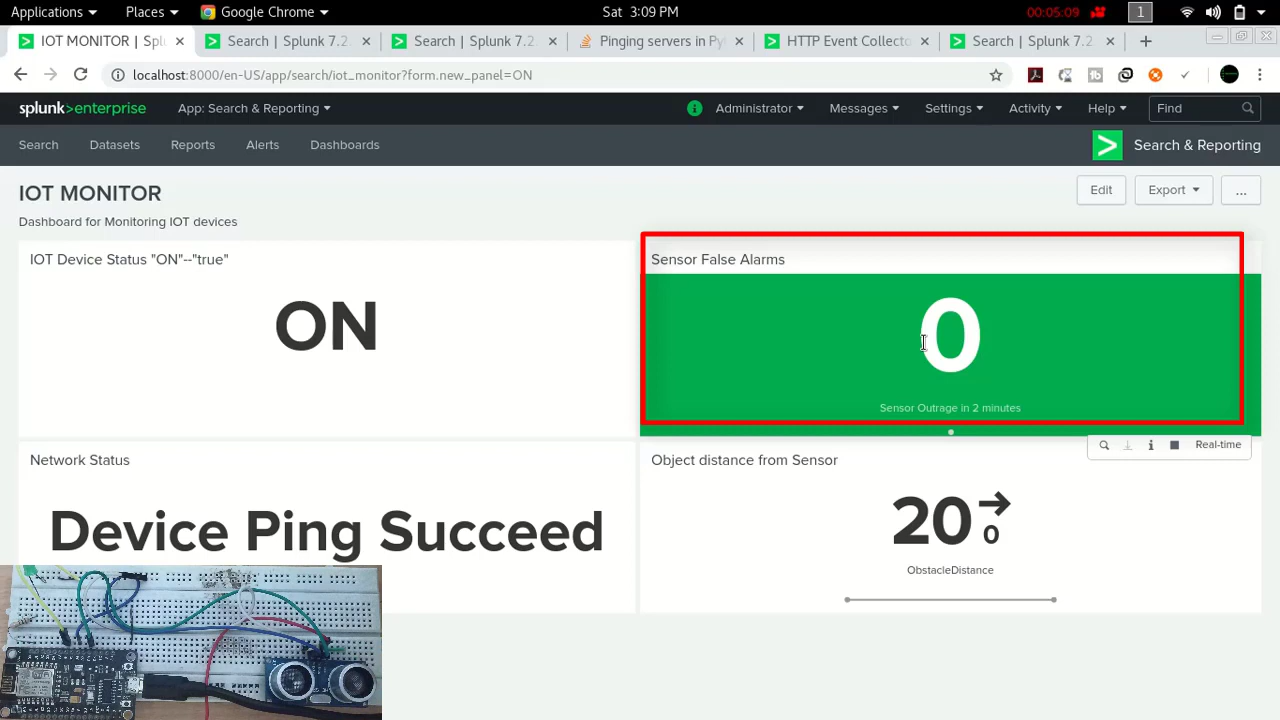 Applications
Places
Google Chrome
Sat 3:09 PM
00:05:09
1
IOT MONITOR | Spl
Search | Splunk 7.2
Search | Splunk 7.2
Pinging servers in Py
HTTP Event Collecto
Search | Splunk 7.2
localhost:8000/en-US/app/search/iot_monitor?form.new_panel=ON
splunk>enterprise
App: Search & Reporting
Administrator
Messages
Settings
Activity
Help
Find
Search
Datasets
Reports
Alerts
Dashboards
Search & Reporting
IOT MONITOR
Edit
Export
...
Dashboard for Monitoring IOT devices
IOT Device Status "ON"--"true"
ON
Sensor False Alarms
0
Sensor Outrage in 2 minutes
Real-time
Network Status
Device Ping Succeed
Object distance from Sensor
20
0
ObstacleDistance